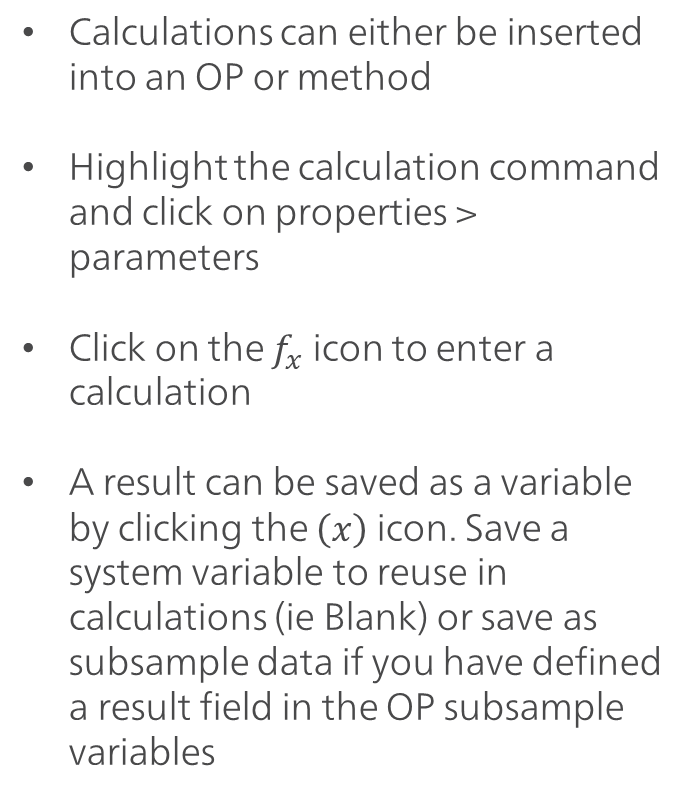 • Calculations can either be inserted
into an OP or method
• Highlight the calculation command
and click on properties >
parameters
• Click on the fx icon to enter a
calculation
• A result can be saved as a variable
by clicking the (x) icon. Save a
system variable to reuse in
calculations (ie Blank) or save as
subsample data if you have defined
a result field in the OP subsample
variables